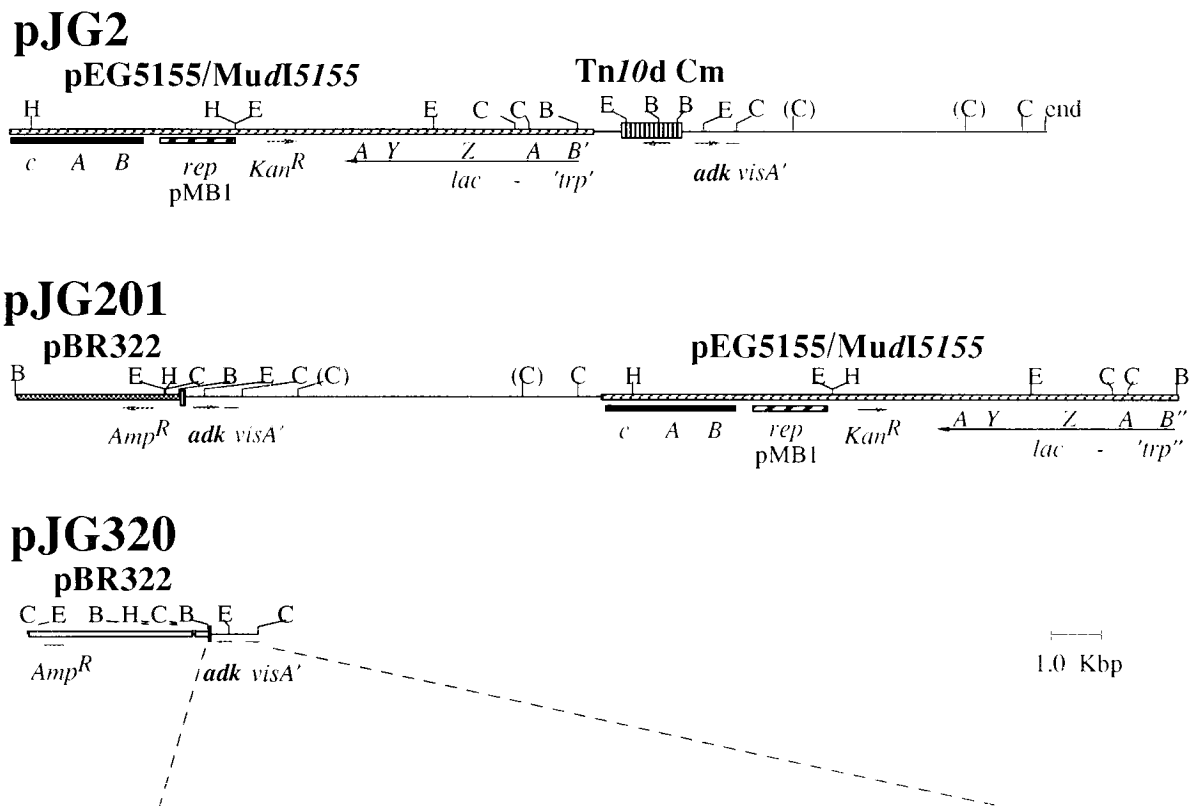 pJG2
pEG5155/MudI5155
Tn10d Cm
H H E E C C B E B B E C (C) (C) C end
c A B rep KanR A Y Z A B' adk visA'
pMB1 lac - 'trp'
pJG201
pBR322 pEG5155/MudI5155
B E H C B E C (C) (C) C H E H E C C B
AmpR adk visA' c A B rep KanR A Y Z A B"
pMB1 lac - 'trp"
pJG320
pBR322
C E B H C B E C
AmpR adk visA'
1.0 Kbp